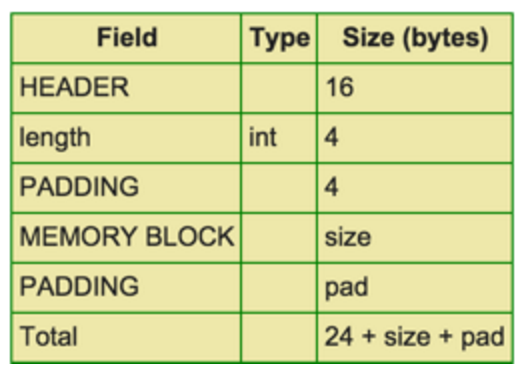 Field Type Size (bytes)
HEADER 16
length int 4
PADDING 4
MEMORY BLOCK size
PADDING pad
Total 24 + size + pad